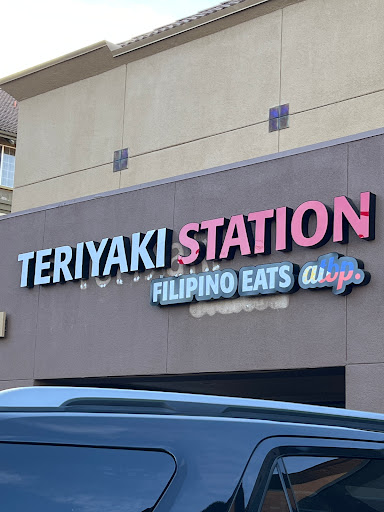 TERIYAKI STATION
FILIPINO EATS atbp.